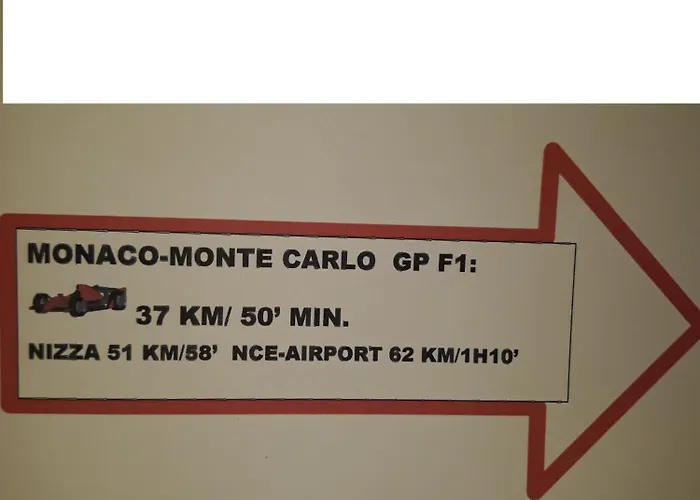 MONACO-MONTE CARLO GP F1:
37 KM/ 50' MIN.
NIZZA 51 KM/58' NCE-AIRPORT 62 KM/1H10'